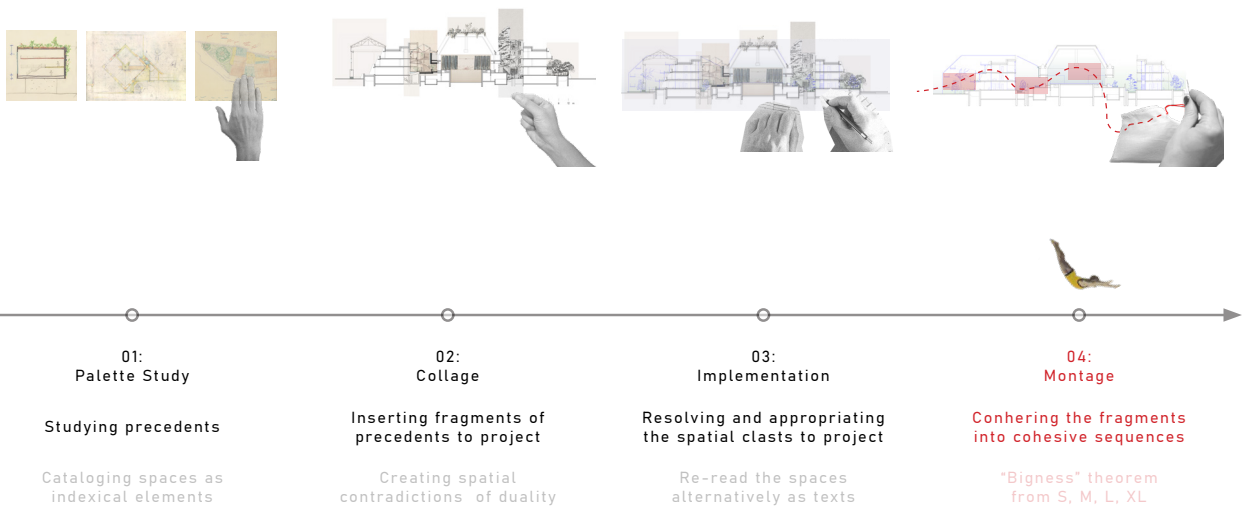 01:
Palette Study
Studying precedents
Cataloging spaces as
indexical elements
02:
Collage
Inserting fragments of
precedents to project
Creating spatial
contradictions of duality
03:
Implementation
Resolving and appropriating
the spatial clasts to project
Re-read the spaces
alternatively as texts
04:
Montage
Conhering the fragments
into cohesive sequences
"Bigness" theorem
from S, M, L, XL